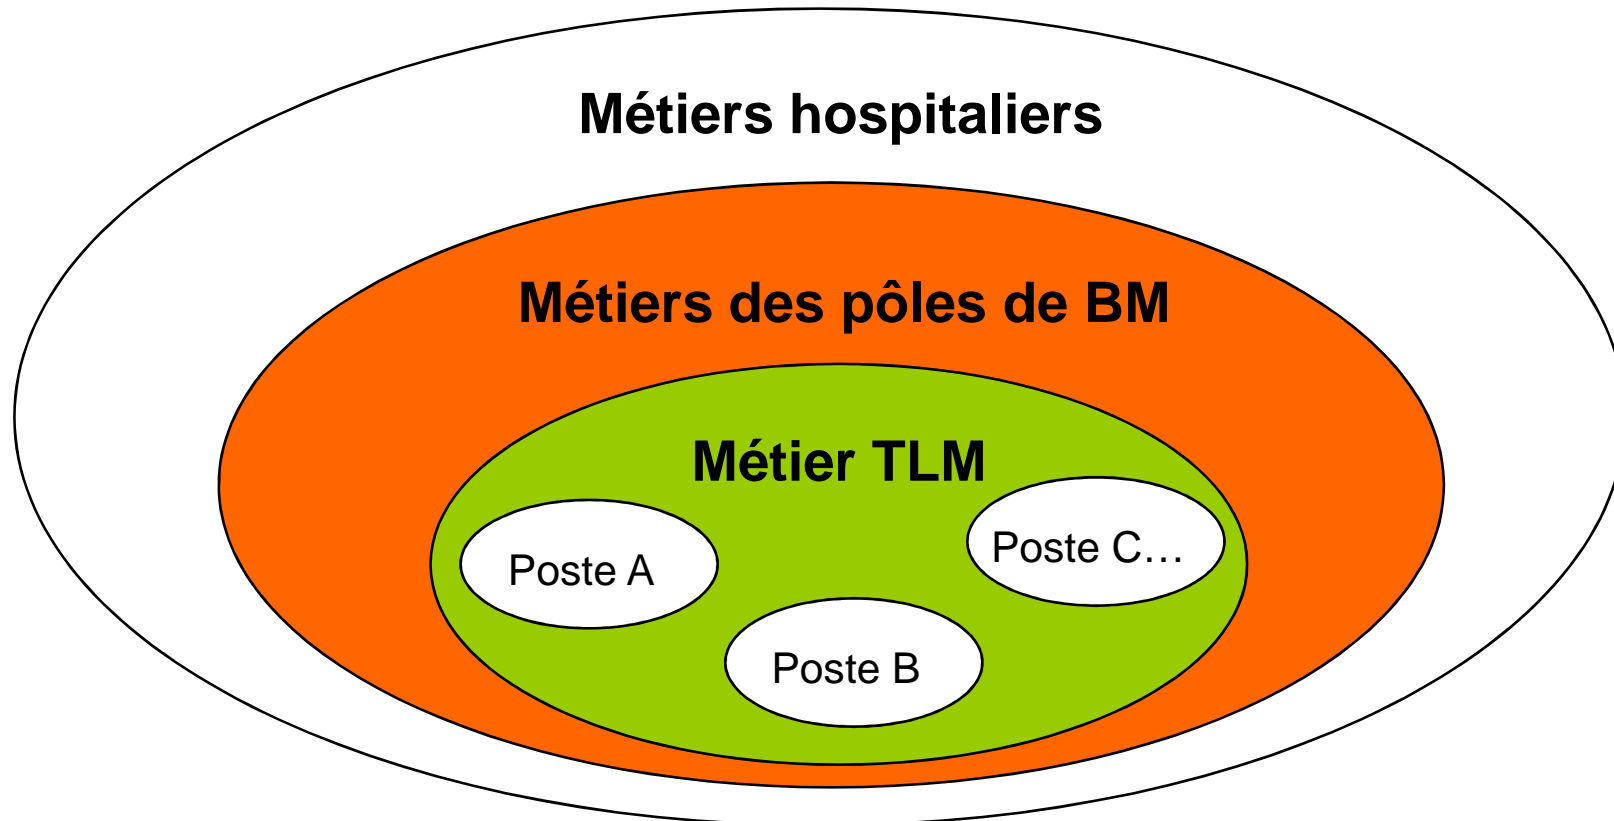 Métiers hospitaliers
Métiers des pôles de BM
Métier TLM
Poste A
Poste C…
Poste B